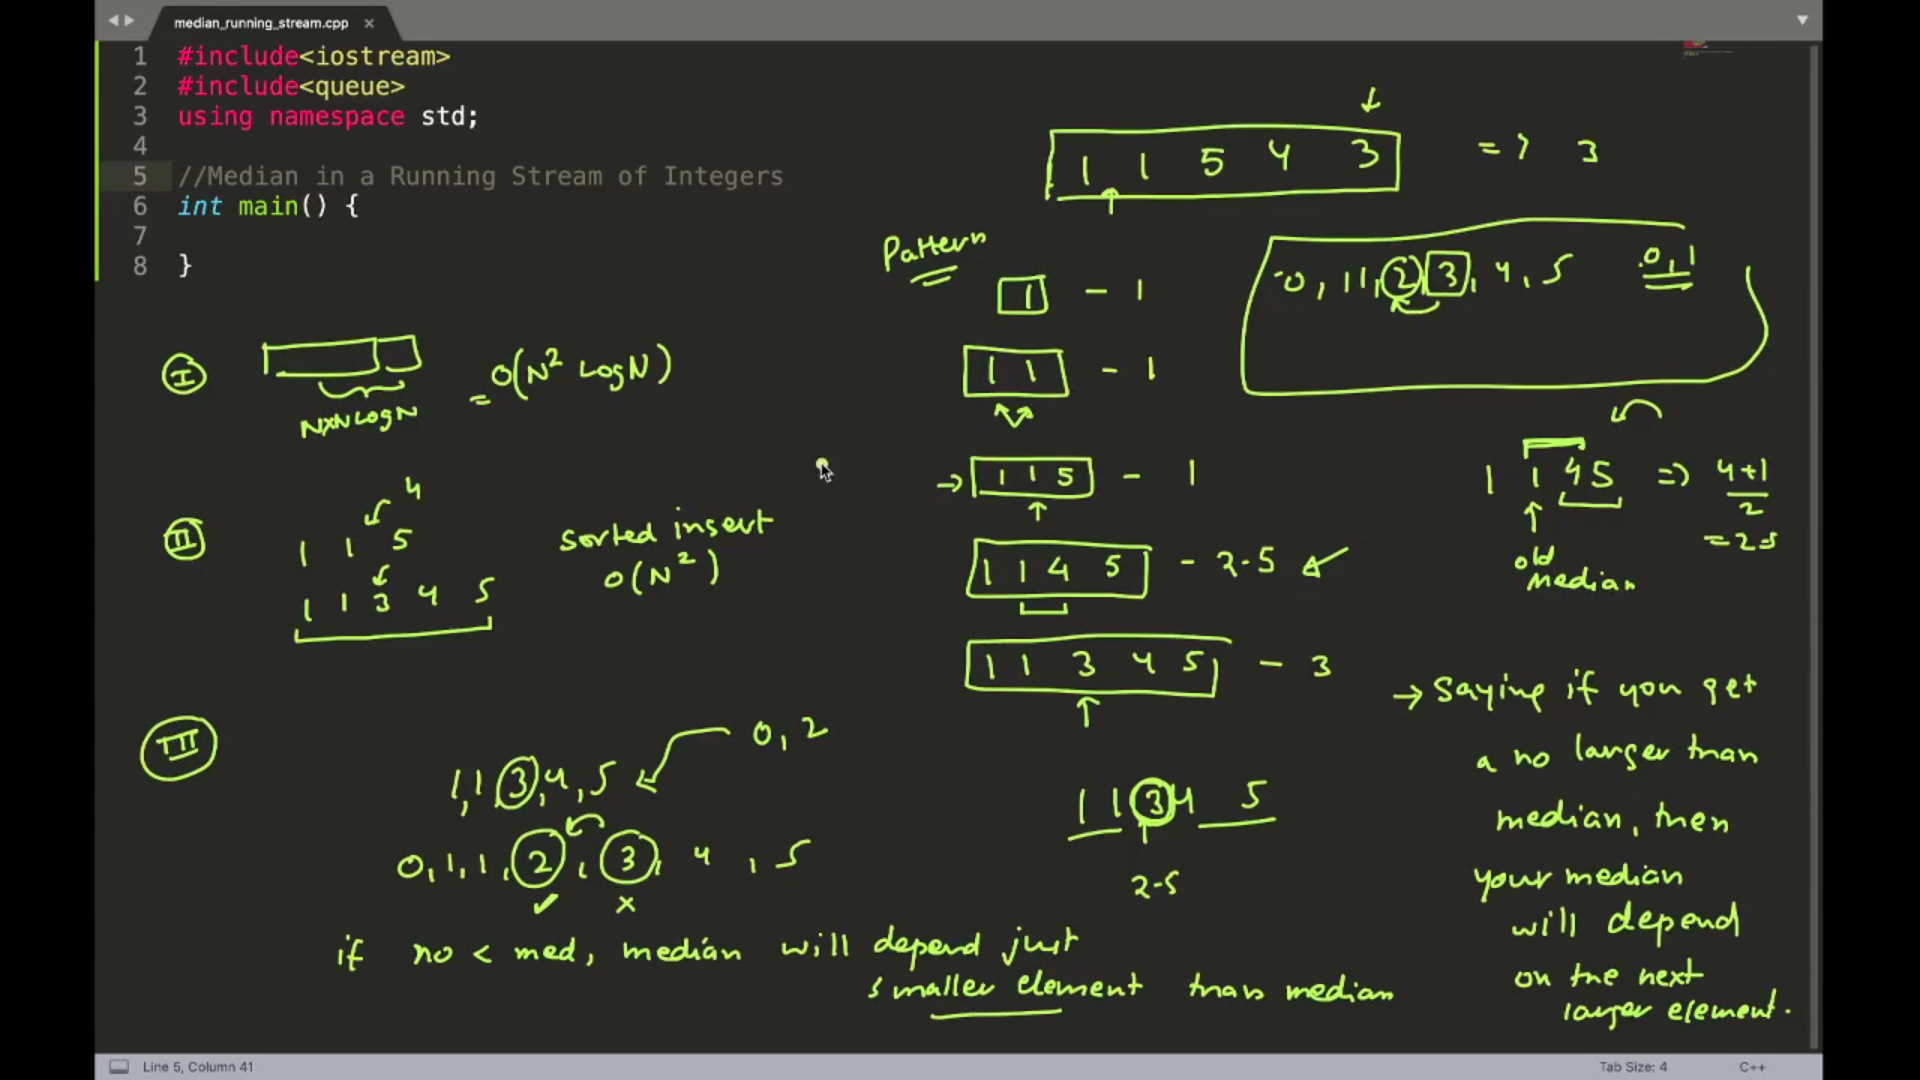 median_running_stream.cpp ×
1 #include<iostream>
2 #include<queue>
3 using namespace std;
4
5 //Median in a Running Stream of Integers
6 int main() {
7
8 }
1 1 5 4 3 => 3
Pattern
1 - 1
0, 1 1, 2 3, 4, 5 0, 1
I
N×NLogN
= O(N² LogN)
1 1 - 1
1 1 5 - 1
1 1 4 5 => 4+1
2
= 2.5
old
median
II
4
1 1 5
1 1 3 4 5
sorted insert
O(N²)
1 1 4 5 - 2.5
1 1 3 4 5 - 3
III
0, 2
1, 1 3, 4, 5
0, 1, 1, 2, 3, 4, 5
x
1 1 3 4 5
2.5
if no < med, median will depend just
smaller element than median
→ Saying if you get
a no larger than
median, then
your median
will depend
on the next
larger element.
Line 5, Column 41 Tab Size: 4 C++